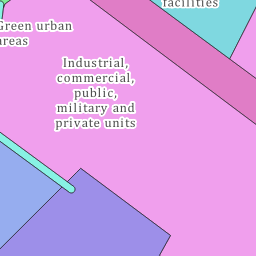 facilities
Green urban
areas
Industrial,
commercial,
public,
military and
private units